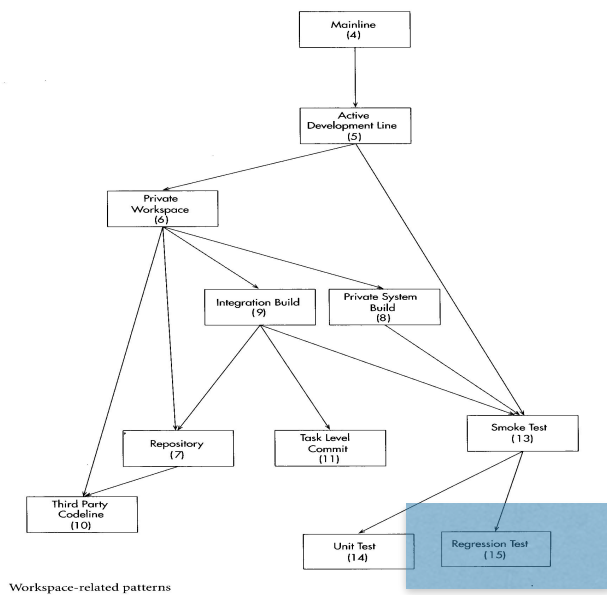 Mainline
(4)
Active
Development Line
(5)
Private
Workspace
(6)
Integration Build
(9)
Private System
Build
(8)
Repository
(7)
Task Level
Commit
(11)
Smoke Test
(13)
Third Party
Codeline
(10)
Unit Test
(14)
Regression Test
(15)
Workspace-related patterns